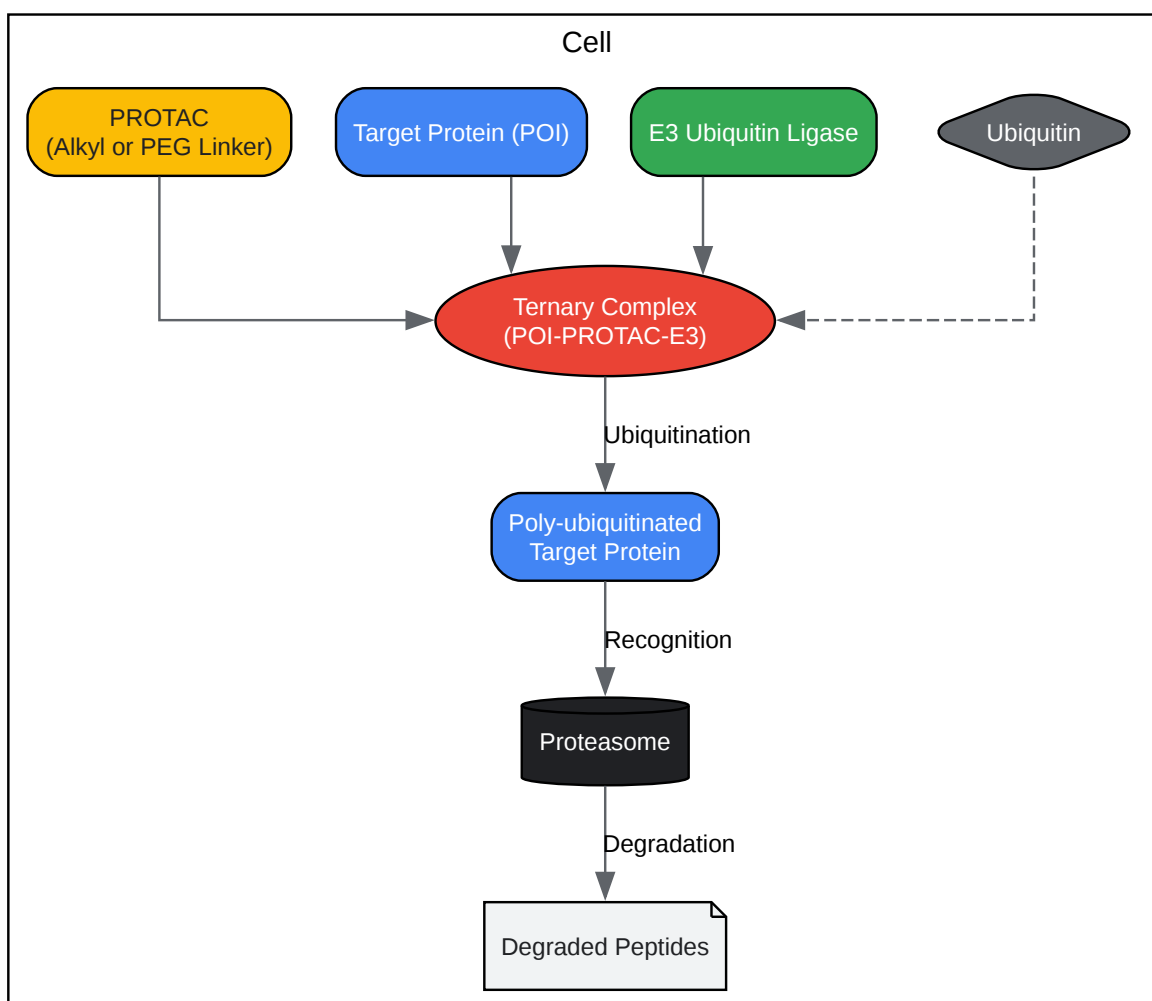 Cell
PROTAC
(Alkyl or PEG Linker)
Target Protein (POI)
E3 Ubiquitin Ligase
Ubiquitin
Ternary Complex
(POI-PROTAC-E3)
Ubiquitination
Poly-ubiquitinated
Target Protein
Recognition
Proteasome
Degradation
Degraded Peptides